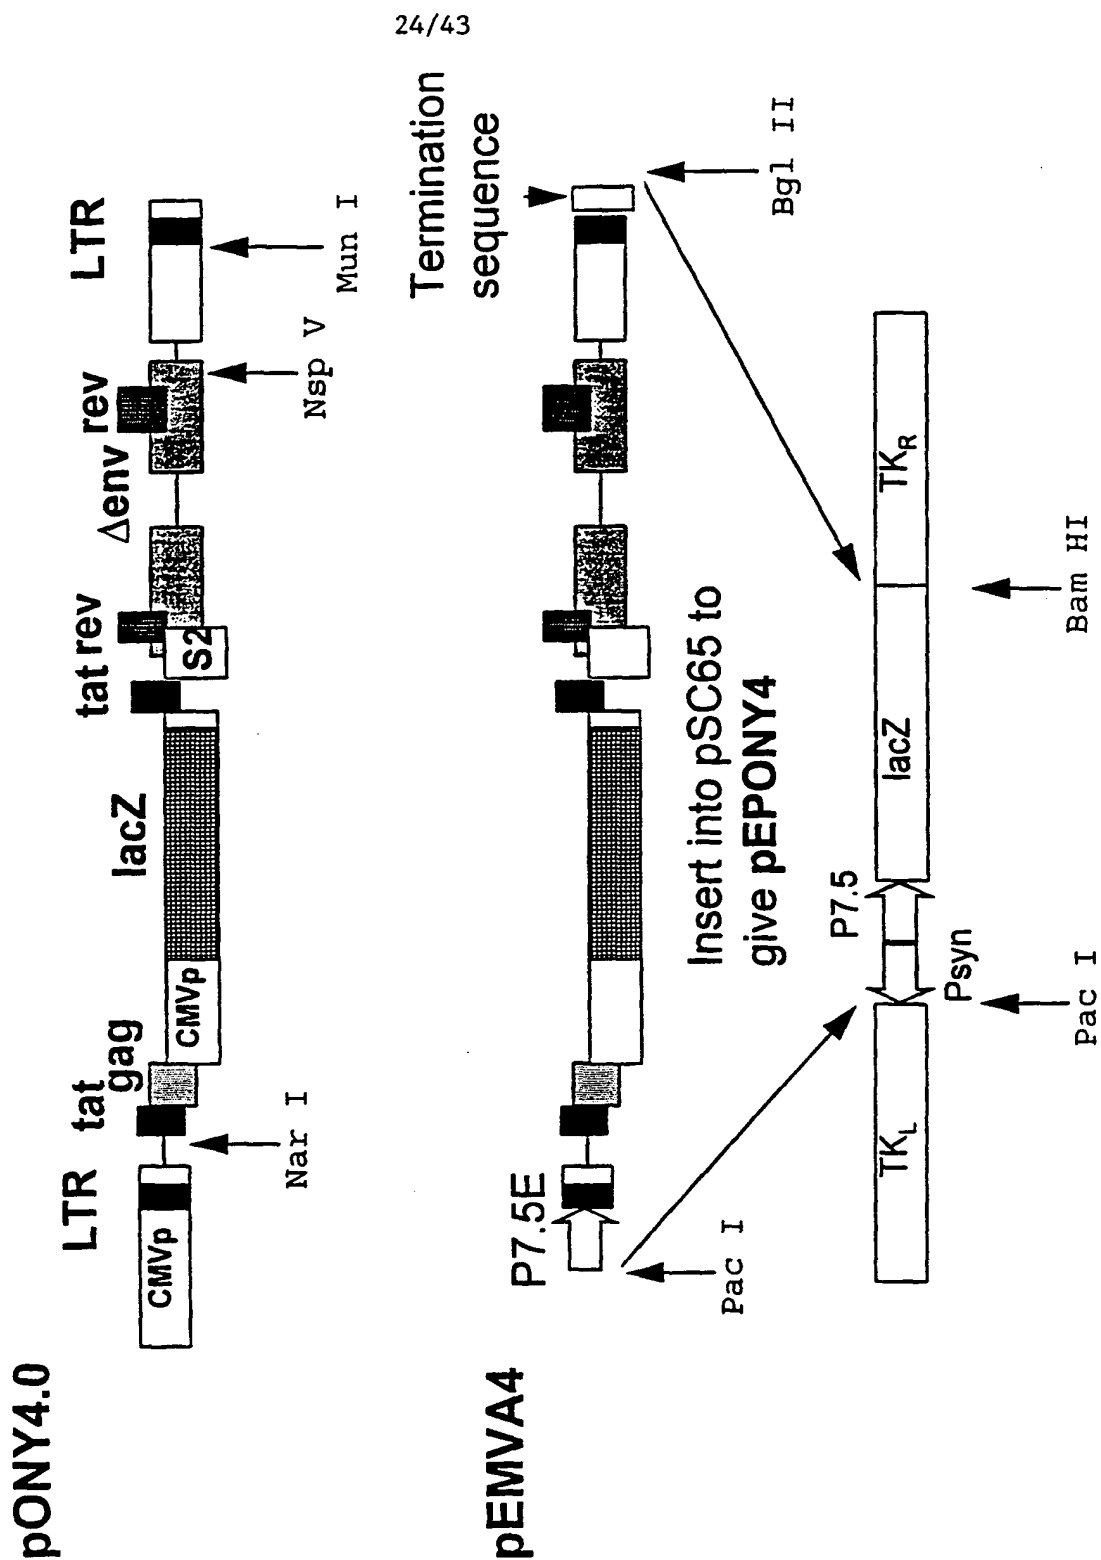 24/43
pONY4.0
LTR
tat
gag
lacZ
tat rev
Δenv
rev
LTR
CMVp
CMVp
S2
Nar I
Nsp V
Mun I
pEMVA4
P7.5E
Termination
sequence
Pac I
Bgl II
Insert into pSC65 to
give pEPONY4
TKL
Psyn
P7.5
lacZ
TKR
Pac I
Bam HI